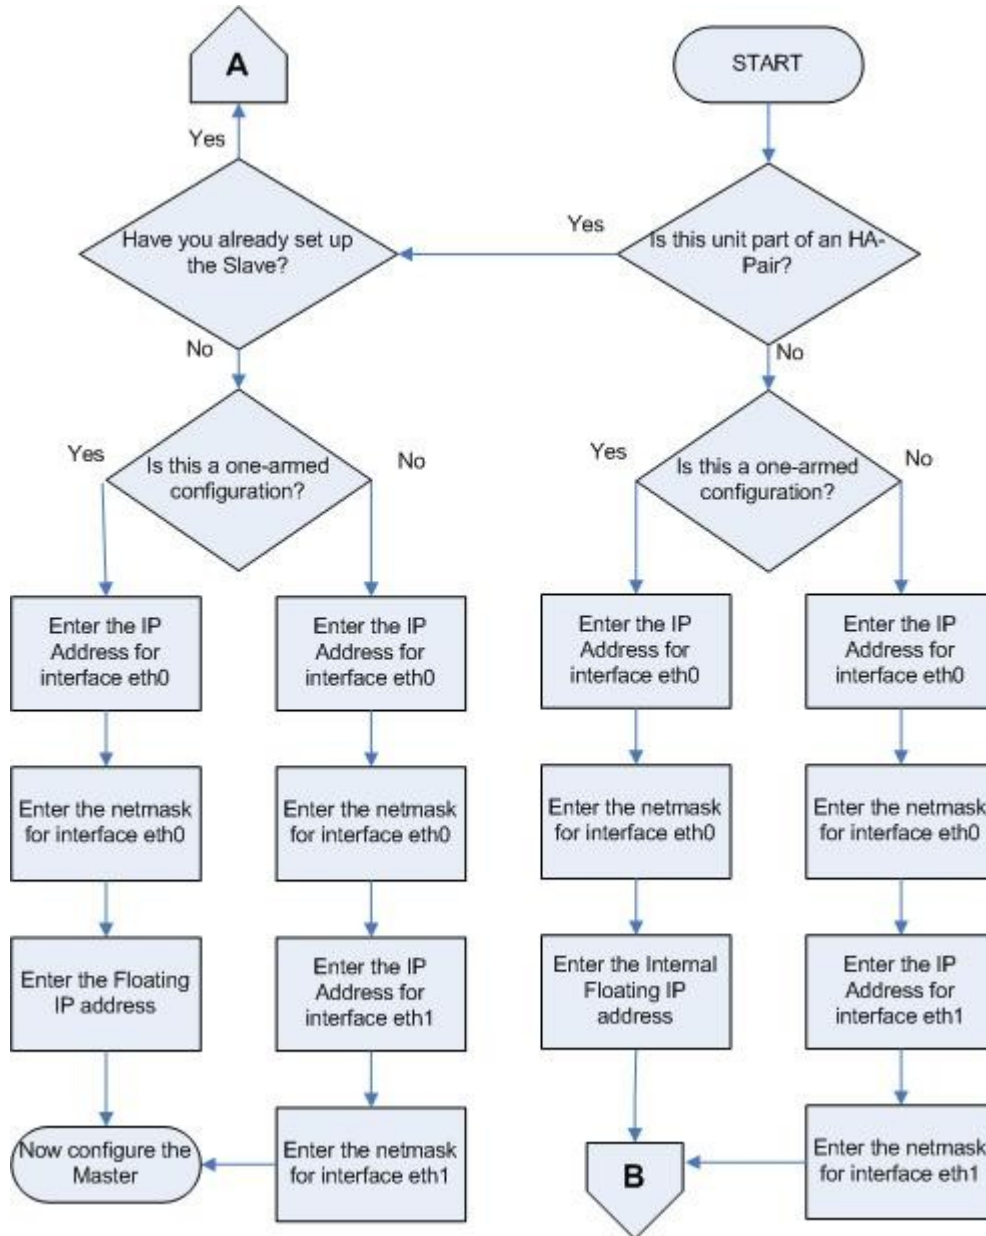 A
START
Yes
Have you already set up
the Slave?
Yes
Is this unit part of an HA-
Pair?
No
No
Yes
Is this a one-armed
configuration?
No
Yes
Is this a one-armed
configuration?
No
Enter the IP
Address for
interface eth0
Enter the IP
Address for
interface eth0
Enter the IP
Address for
interface eth0
Enter the IP
Address for
interface eth0
Enter the netmask
for interface eth0
Enter the netmask
for interface eth0
Enter the netmask
for interface eth0
Enter the netmask
for interface eth0
Enter the Floating
IP address
Enter the IP
Address for
interface eth1
Enter the Internal
Floating IP
address
Enter the IP
Address for
interface eth1
Now configure the
Master
Enter the netmask
for interface eth1
B
Enter the netmask
for interface eth1